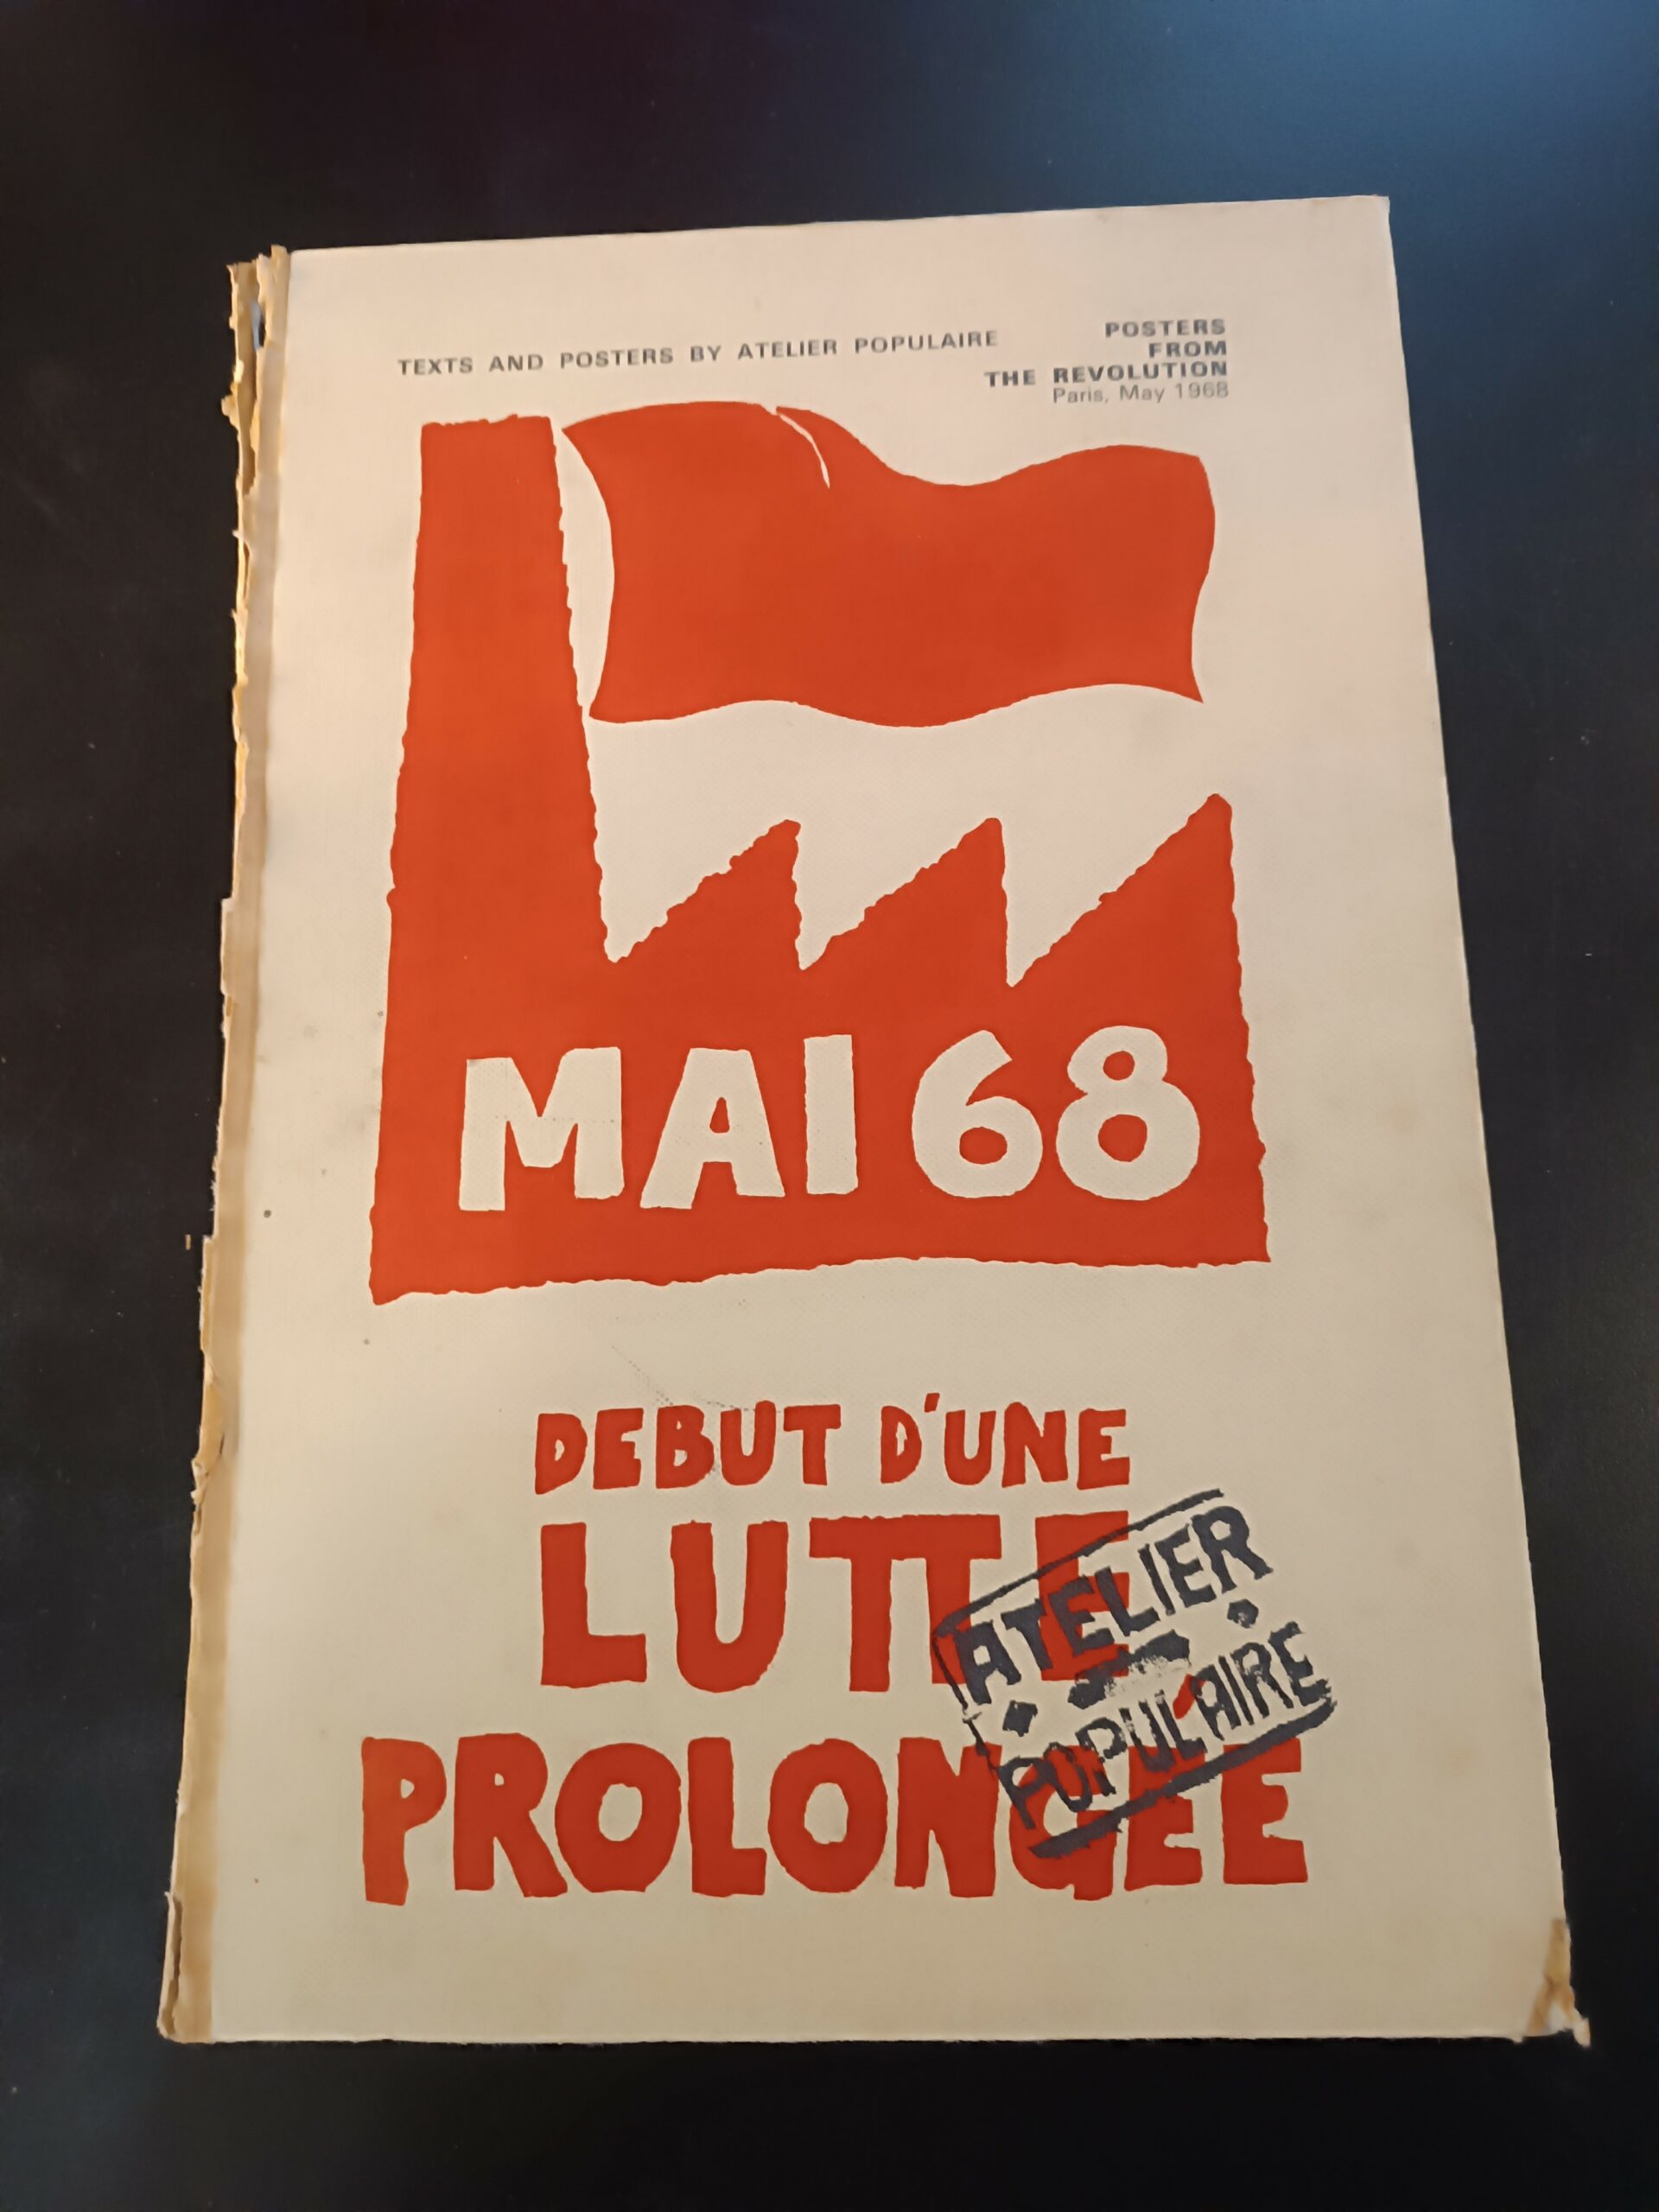 TEXTS AND POSTERS BY ATELIER POPULAIRE
POSTERS
FROM
THE REVOLUTION
Paris, May 1968
MAI 68
DEBUT D'UNE
LUTTE
PROLONGÉE
ATELIER
POPULAIRE